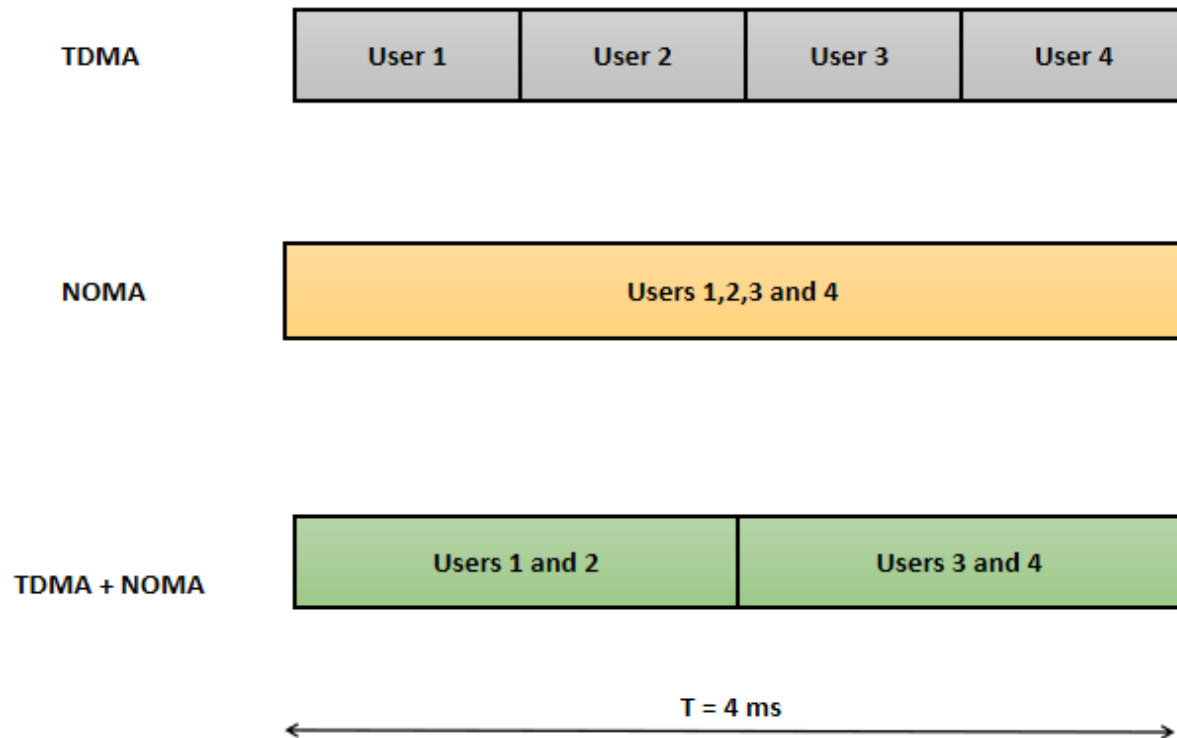 TDMA
User 1
User 2
User 3
User 4
NOMA
Users 1,2,3 and 4
TDMA + NOMA
Users 1 and 2
Users 3 and 4
T = 4 ms